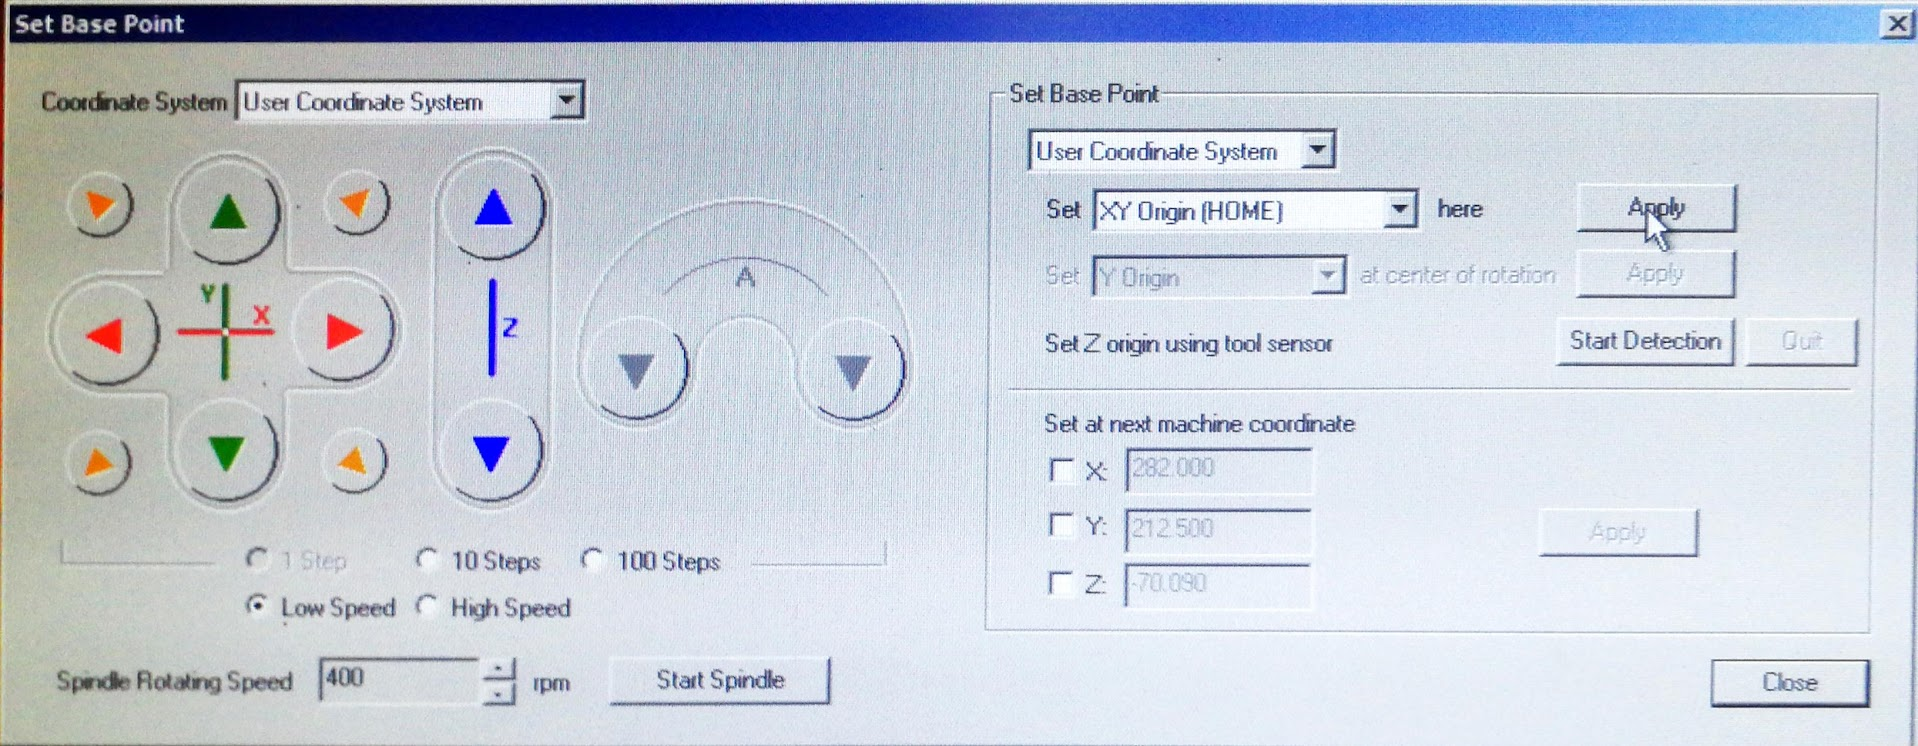 Set Base Point
Coordinate System User Coordinate System
Y
X
Z
A
1 Step 10 Steps 100 Steps
Low Speed High Speed
Spindle Rotating Speed 400 rpm Start Spindle
Set Base Point
User Coordinate System
Set XY Origin (HOME) here Apply
Set Y Origin at center of rotation Apply
Set Z origin using tool sensor Start Detection Quit
Set at next machine coordinate
X: 282.000
Y: 212.500
Apply
Z: -70.090
Close